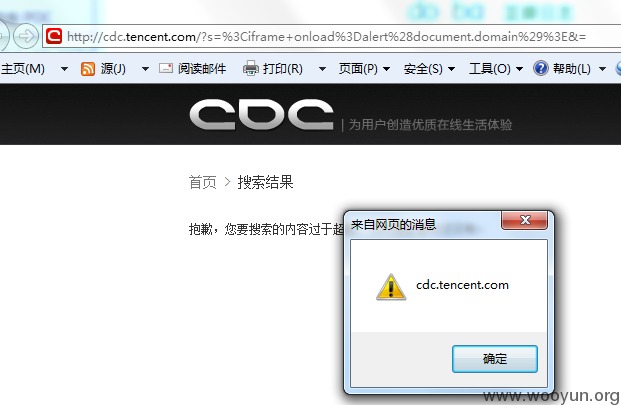 http://cdc.tencent.com/?s=%3Ciframe+onload%3Dalert%28document.domain%29%3E&=
主页(M) 源(J) 阅读邮件 打印(R) 页面(P) 安全(S) 工具(O) 帮助(L)
CDC | 为用户创造优质在线生活体验
首页 > 搜索结果
抱歉，您要搜索的内容过于超
来自网页的消息
cdc.tencent.com
确定
www.wooyun.org